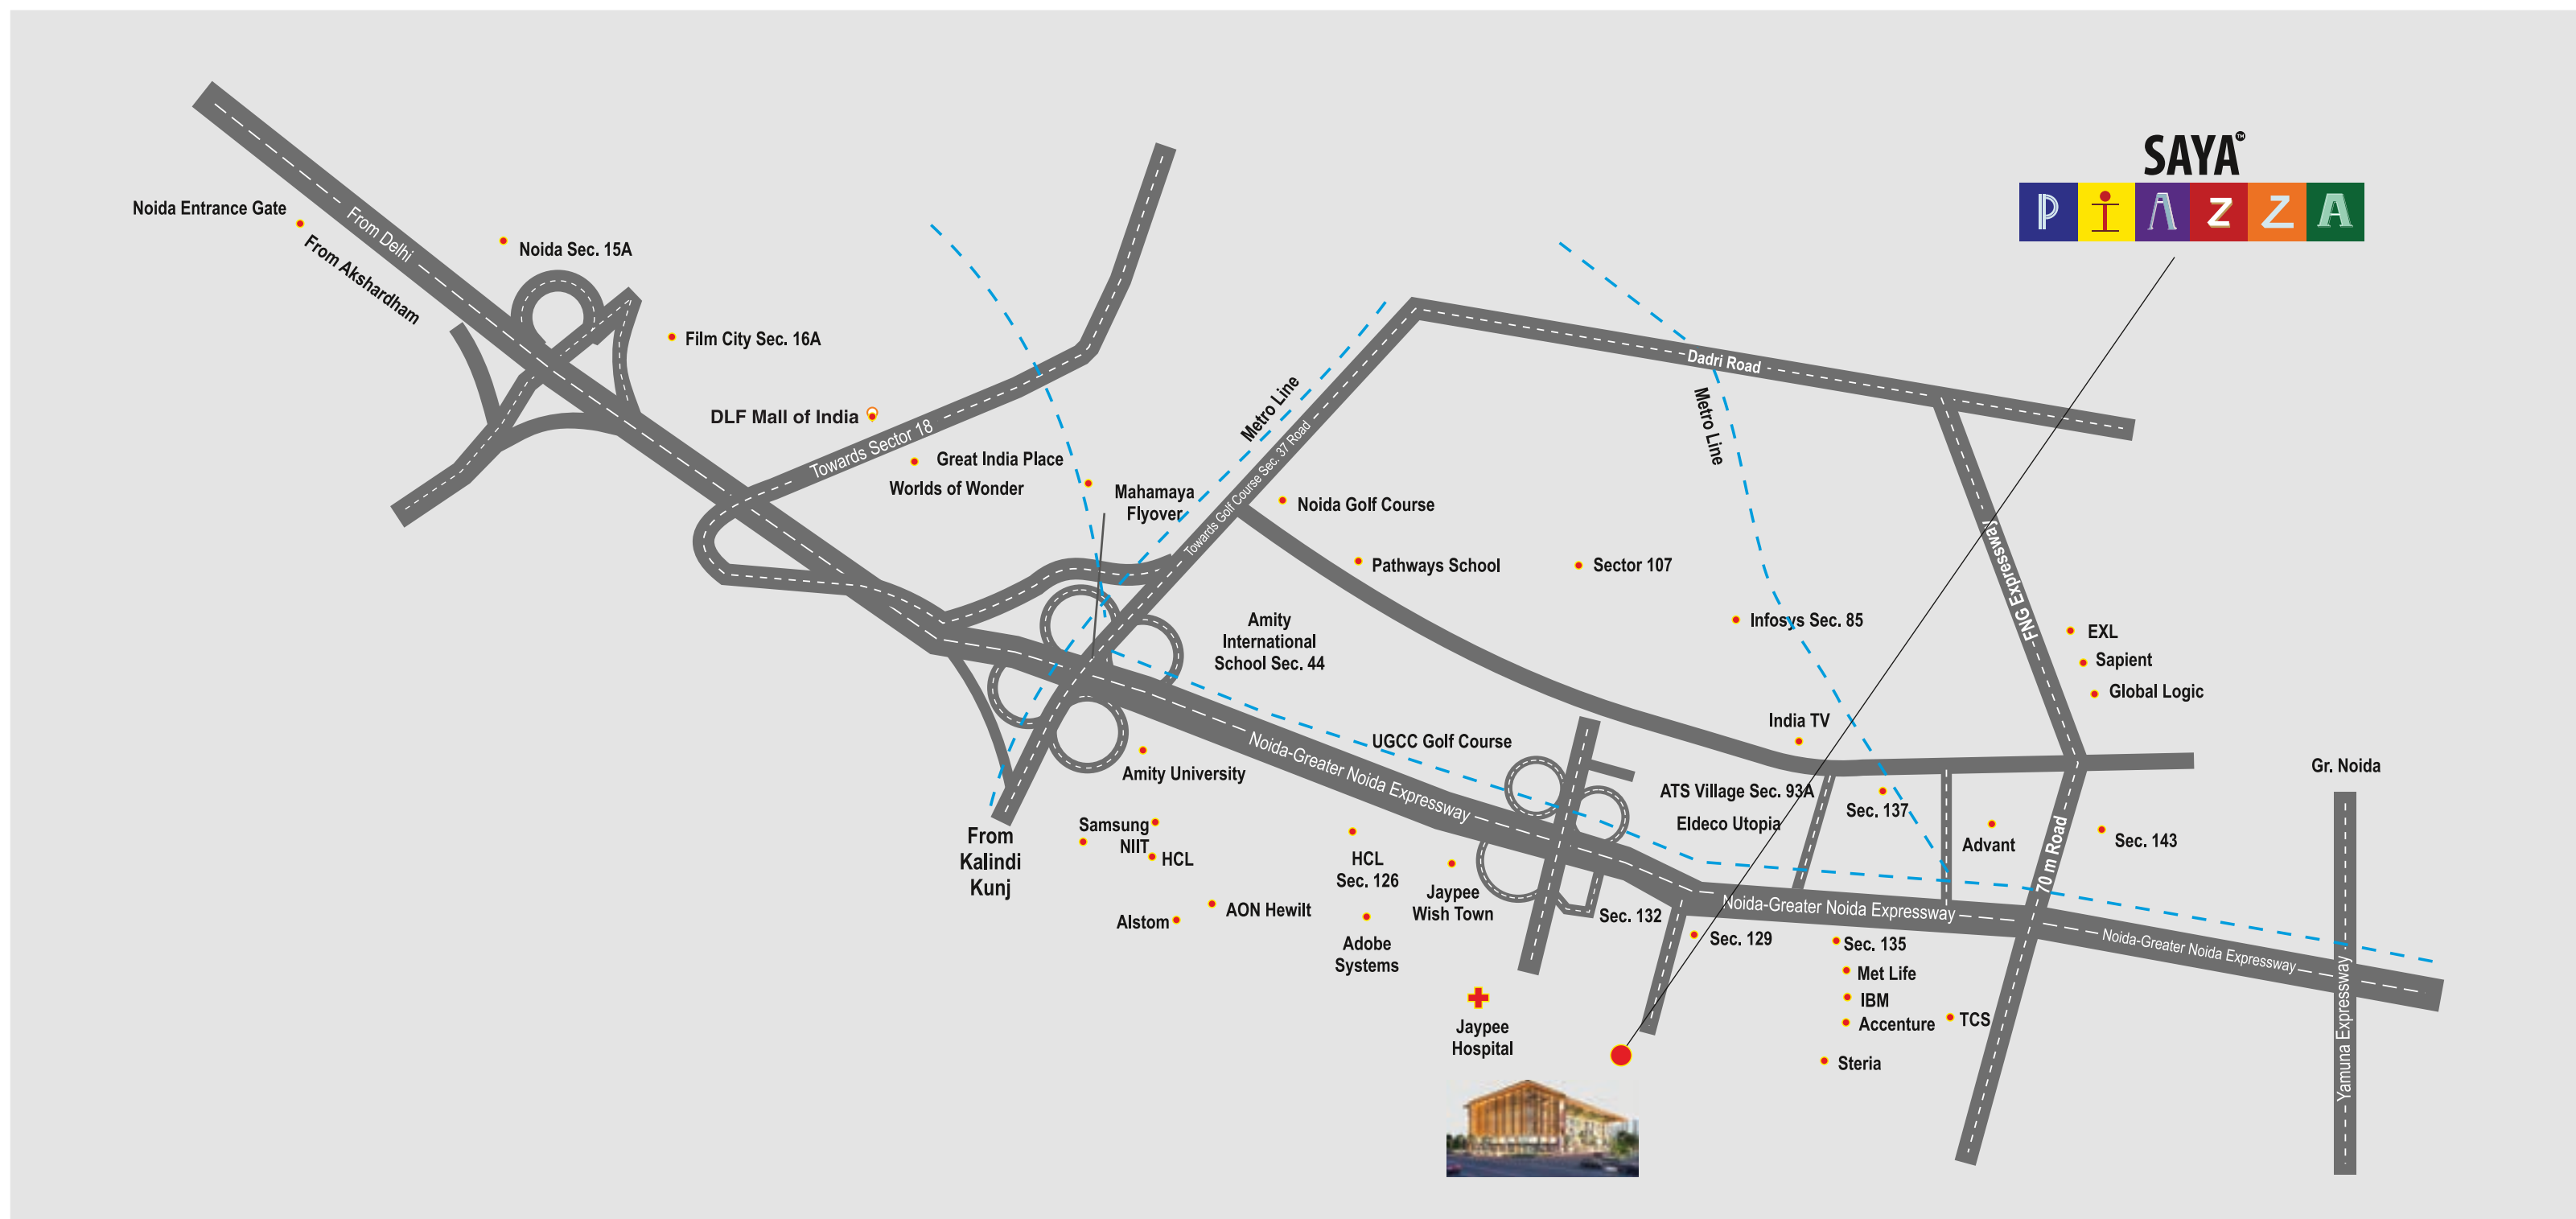 SAYA™
PiAZZA
Noida Entrance Gate
From Delhi
From Akshardham
Noida Sec. 15A
Film City Sec. 16A
DLF Mall of India
Towards Sector 18
Great India Place
Worlds of Wonder
Mahamaya
Flyover
Metro Line
Towards Golf Course Sec. 37 Road
Dadri Road
Metro Line
Noida Golf Course
Pathways School
Sector 107
Infosys Sec. 85
FNG Expressway
EXL
Sapient
Global Logic
Amity
International
School Sec. 44
India TV
UGCC Golf Course
Noida-Greater Noida Expressway
Amity University
ATS Village Sec. 93A
Eldeco Utopia
Sec. 137
Advant
70 m Road
Sec. 143
Gr. Noida
From
Kalindi
Kunj
Samsung
NIIT
HCL
Alstom
AON Hewilt
HCL
Sec. 126
Adobe
Systems
Jaypee
Wish Town
Sec. 132
Noida-Greater Noida Expressway
Noida-Greater Noida Expressway
Sec. 129
Sec. 135
Met Life
IBM
Accenture
TCS
Steria
Jaypee
Hospital
Yamuna Expressway